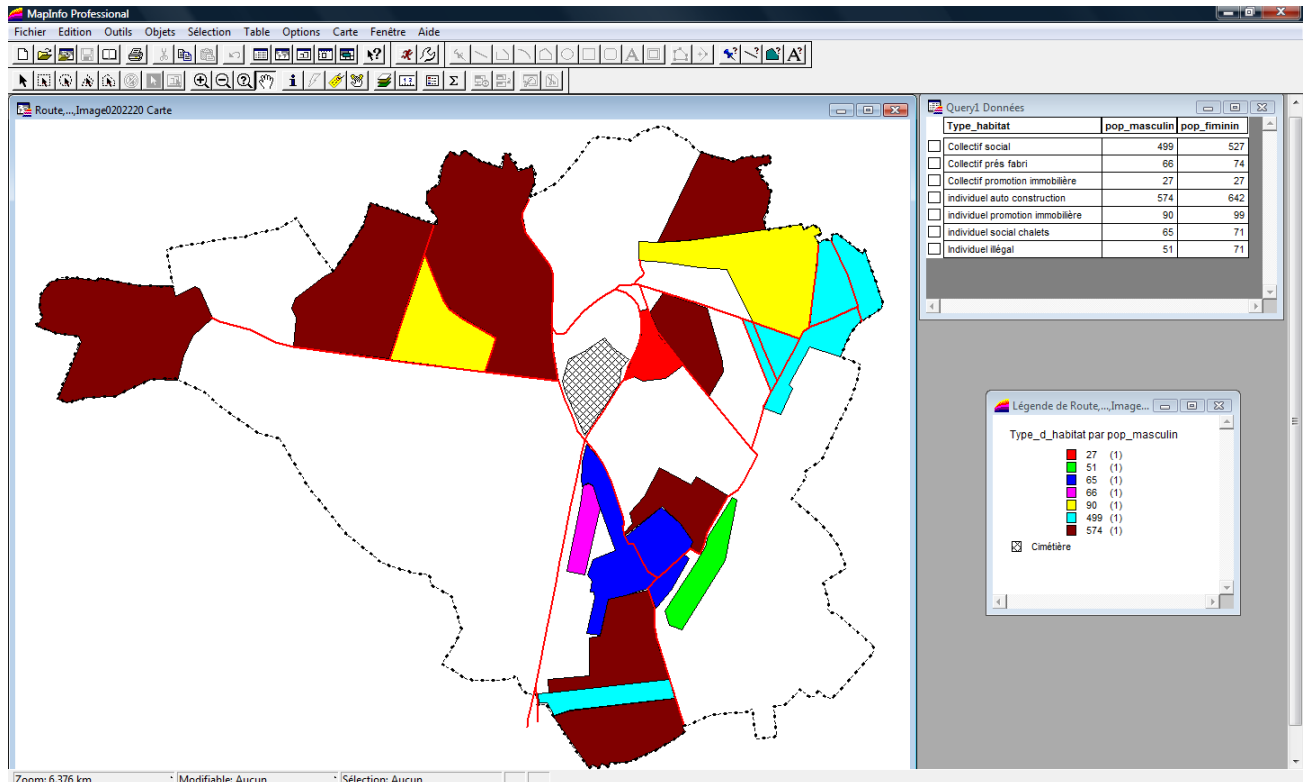 MapInfo Professional
Fichier Edition Outils Objets Sélection Table Options Carte Fenêtre Aide
Route,...,Image0202220 Carte
Query1 Données
Type_habitat pop_masculin pop_fiminin
Collectif social 499 527
Collectif prés fabri 66 74
Collectif promotion immobilière 27 27
individuel auto construction 574 642
individuel promotion immobilière 90 99
individuel social chalets 65 71
Individuel illégal 51 71
Légende de Route,...,Image...
Type_d_habitat par pop_masculin
27 (1)
51 (1)
65 (1)
66 (1)
90 (1)
499 (1)
574 (1)
Cimétière
Zoom: 6,376 km Modifiable: Aucun Sélection: Aucun